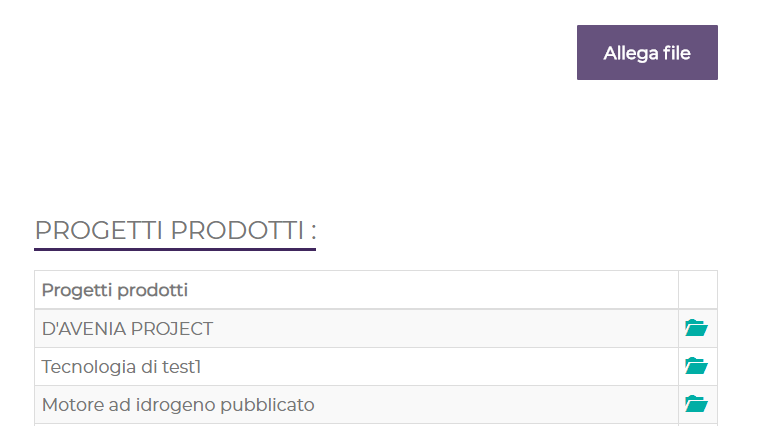 Allega file
PROGETTI PRODOTTI :
Progetti prodotti
D'AVENIA PROJECT
Tecnologia di test1
Motore ad idrogeno pubblicato